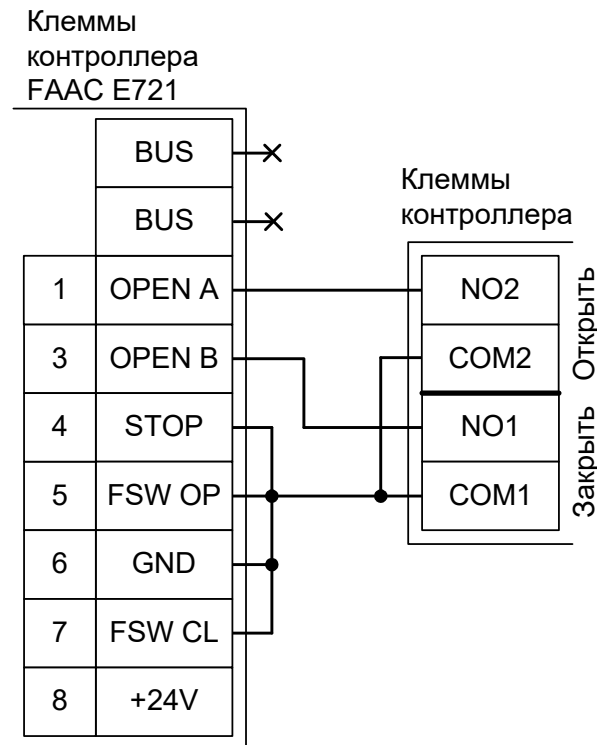 Клеммы
контроллера
FAAC E721
BUS
BUS
1 OPEN A
3 OPEN B
4 STOP
5 FSW OP
6 GND
7 FSW CL
8 +24V
Клеммы
контроллера
NO2
COM2
NO1
COM1
Открыть
Закрыть